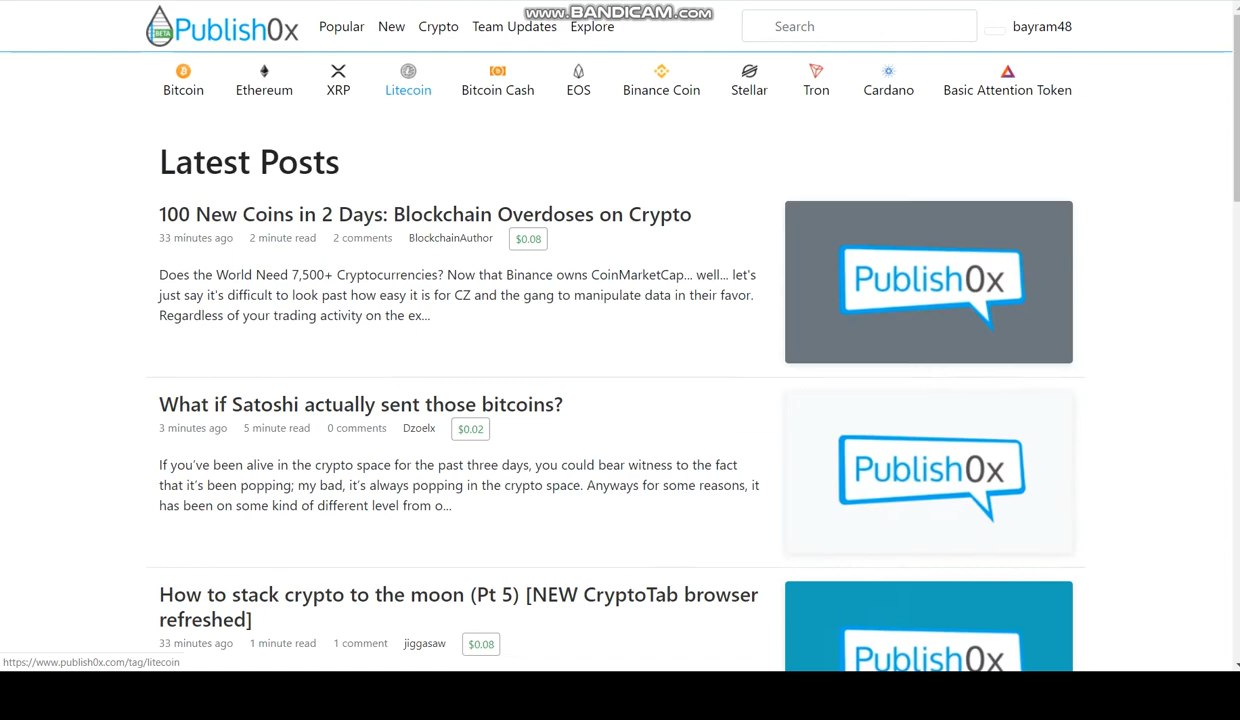 www.BANDICAM.com
BETA Publish0x Popular New Crypto Team Updates Explore Search bayram48
Bitcoin Ethereum XRP Litecoin Bitcoin Cash EOS Binance Coin Stellar Tron Cardano Basic Attention Token
Latest Posts
100 New Coins in 2 Days: Blockchain Overdoses on Crypto
33 minutes ago 2 minute read 2 comments BlockchainAuthor $0.08
Does the World Need 7,500+ Cryptocurrencies? Now that Binance owns CoinMarketCap... well... let's
just say it's difficult to look past how easy it is for CZ and the gang to manipulate data in their favor.
Regardless of your trading activity on the ex...
Publish0x
What if Satoshi actually sent those bitcoins?
3 minutes ago 5 minute read 0 comments Dzoelx $0.02
If you’ve been alive in the crypto space for the past three days, you could bear witness to the fact
that it’s been popping; my bad, it’s always popping in the crypto space. Anyways for some reasons, it
has been on some kind of different level from o...
Publish0x
How to stack crypto to the moon (Pt 5) [NEW CryptoTab browser
refreshed]
33 minutes ago 1 minute read 1 comment jiggasaw $0.08
Publish0x
https://www.publish0x.com/tag/litecoin